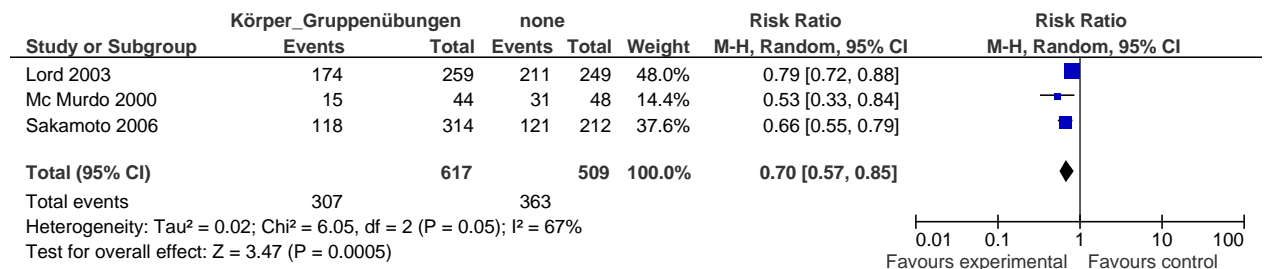 Körper_Gruppenübungen none Risk Ratio Risk Ratio
Study or Subgroup Events Total Events Total Weight M-H, Random, 95% CI M-H, Random, 95% CI
Lord 2003 174 259 211 249 48.0% 0.79 [0.72, 0.88]
Mc Murdo 2000 15 44 31 48 14.4% 0.53 [0.33, 0.84]
Sakamoto 2006 118 314 121 212 37.6% 0.66 [0.55, 0.79]
Total (95% CI) 617 509 100.0% 0.70 [0.57, 0.85]
Total events 307 363
Heterogeneity: Tau² = 0.02; Chi² = 6.05, df = 2 (P = 0.05); I² = 67%
Test for overall effect: Z = 3.47 (P = 0.0005)
0.01 0.1 1 10 100
Favours experimental Favours control